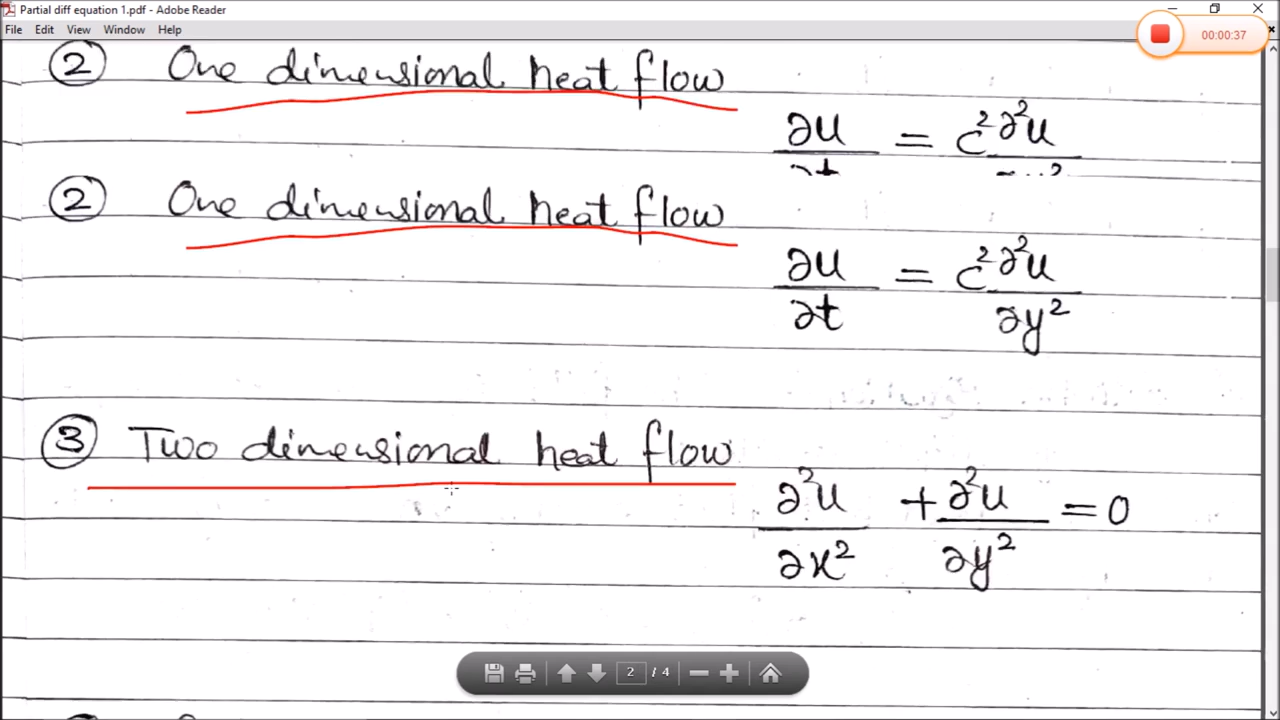 Partial diff equation 1.pdf - Adobe Reader
File Edit View Window Help
00:00:37
② One dimensional heat flow
∂u/∂t = c² ∂²u
② One dimensional heat flow
∂u/∂t = c² ∂²u/∂y²
③ Two dimensional heat flow
∂²u/∂x² + ∂²u/∂y² = 0
2 / 4